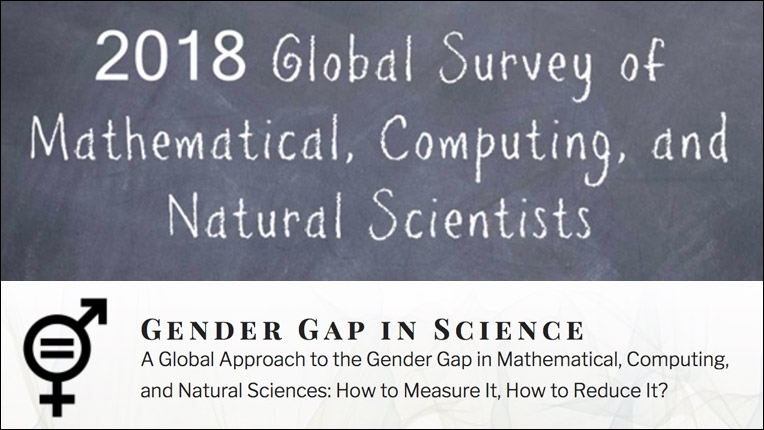 2018 Global Survey of
Mathematical, Computing, and
Natural Scientists
GENDER GAP IN SCIENCE
A Global Approach to the Gender Gap in Mathematical, Computing,
and Natural Sciences: How to Measure It, How to Reduce It?